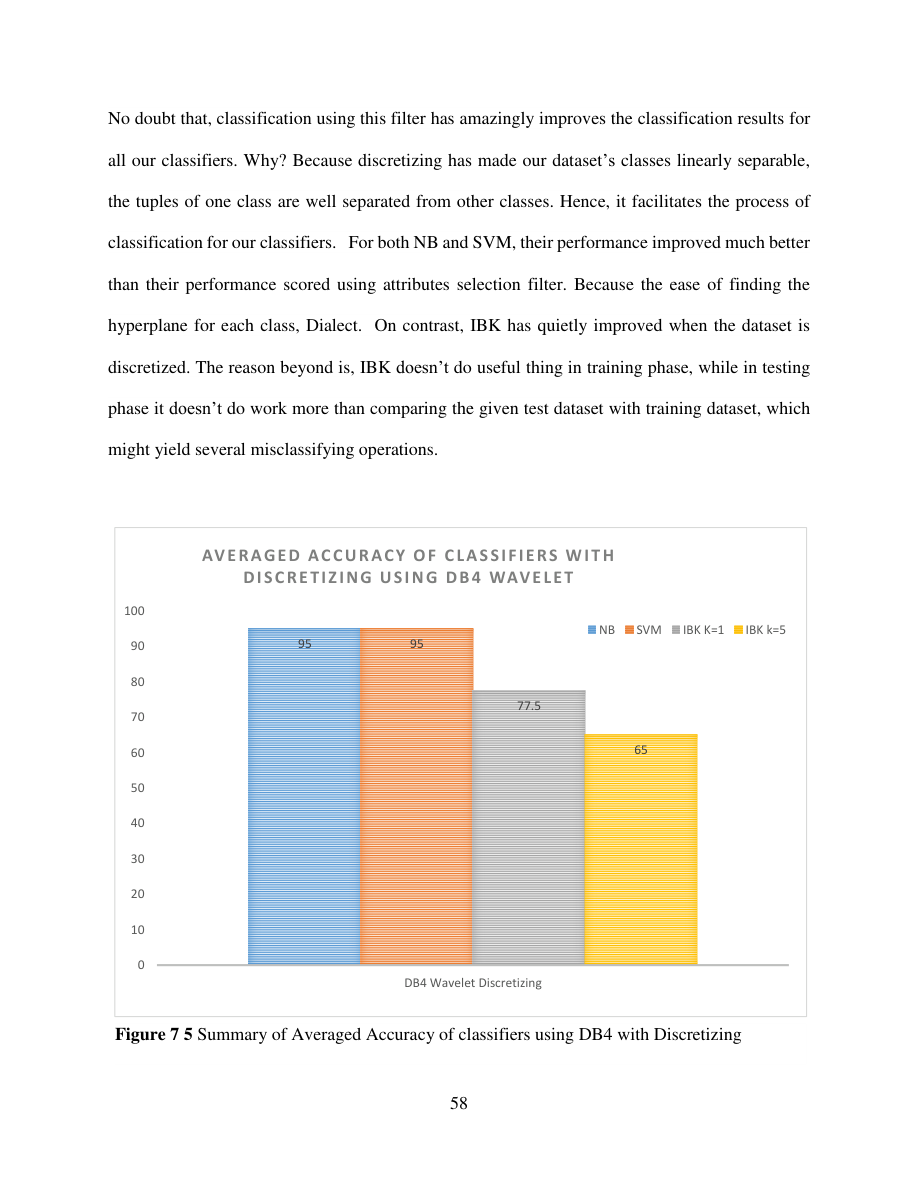 No doubt that, classification using this filter has amazingly improves the classification results for
all our classifiers. Why? Because discretizing has made our dataset’s classes linearly separable,
the tuples of one class are well separated from other classes. Hence, it facilitates the process of
classification for our classifiers.   For both NB and SVM, their performance improved much better
than their performance scored using attributes selection filter. Because the ease of finding the
hyperplane for each class, Dialect.  On contrast, IBK has quietly improved when the dataset is
discretized. The reason beyond is, IBK doesn’t do useful thing in training phase, while in testing
phase it doesn’t do work more than comparing the given test dataset with training dataset, which
might yield several misclassifying operations.
AVERAGED ACCURACY OF CLASSIFIERS WITH
DISCRETIZING USING DB4 WAVELET
100
90
80
70
60
50
40
30
20
10
0
NB SVM IBK K=1 IBK k=5
95
95
77.5
65
DB4 Wavelet Discretizing
Figure 7 5 Summary of Averaged Accuracy of classifiers using DB4 with Discretizing
58